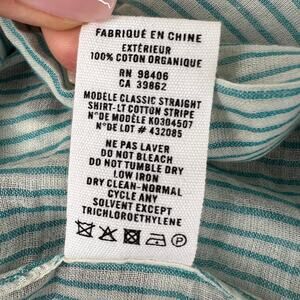 FABRIQUÉ EN CHINE
EXTÉRIEUR
100% COTON ORGANIQUE
RN 98406
CA 39862
MODÈLE CLASSIC STRAIGHT
SHIRT-LT COTTON STRIPE
N°DE MODÈLE KO304507
N°DE LOT # 432085
NE PAS LAVER
DO NOT BLEACH
DO NOT TUMBLE DRY
LOW IRON
DRY CLEAN-NORMAL
CYCLE ANY
SOLVENT EXCEPT
TRICHLOROETHYLENE
P